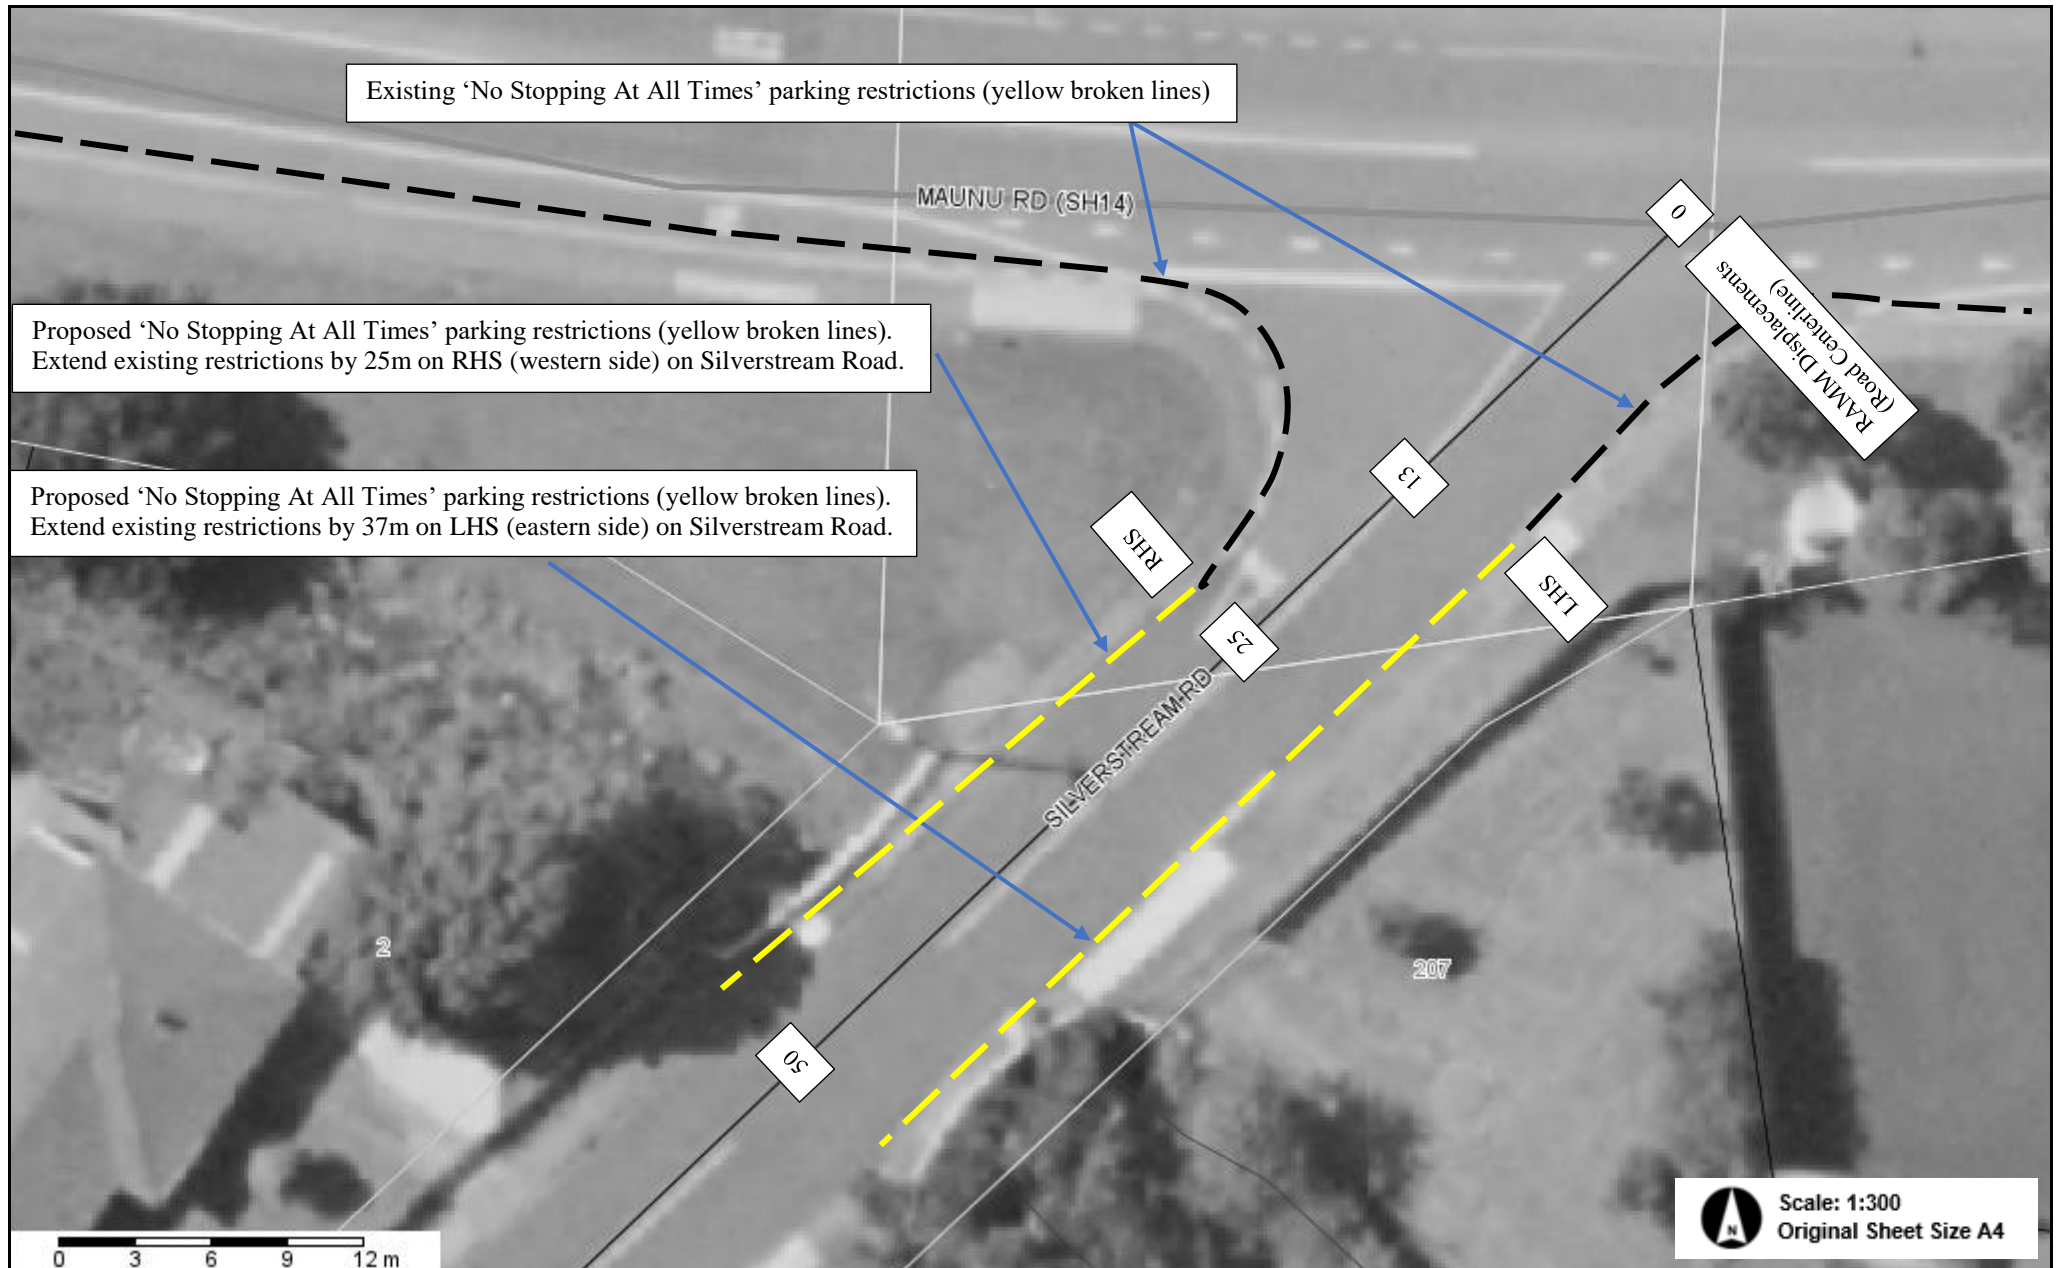 Existing ‘No Stopping At All Times’ parking restrictions (yellow broken lines)
MAUNU RD (SH14)
0
RAMM Displacements
(Road Centerline)
Proposed ‘No Stopping At All Times’ parking restrictions (yellow broken lines).
Extend existing restrictions by 25m on RHS (western side) on Silverstream Road.
13
Proposed ‘No Stopping At All Times’ parking restrictions (yellow broken lines).
Extend existing restrictions by 37m on LHS (eastern side) on Silverstream Road.
RHS
LHS
25
SILVERSTREAM RD
2
207
50
Scale: 1:300
Original Sheet Size A4
N
0 3 6 9 12 m